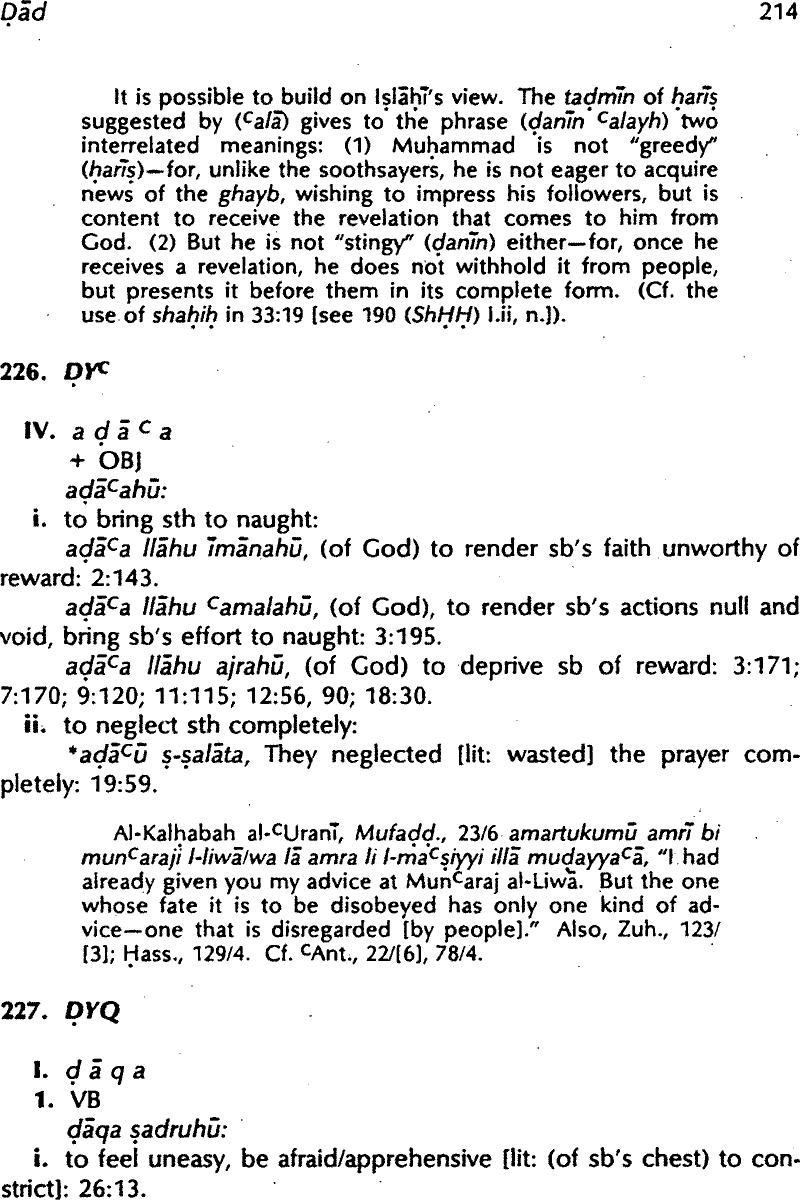 Ḍād 214
It is possible to build on Iṣlāḥī's view. The taḍmīn of ḥarīṣ
suggested by (ᶜalā) gives to the phrase (ḍanīn ᶜalayh) two
interrelated meanings: (1) Muḥammad is not "greedy"
(ḥarīṣ)—for, unlike the soothsayers, he is not eager to acquire
news of the ghayb, wishing to impress his followers, but is
content to receive the revelation that comes to him from
God. (2) But he is not "stingy" (ḍanīn) either—for, once he
receives a revelation, he does not withhold it from people,
but presents it before them in its complete form. (Cf. the
use of shaḥiḥ in 33:19 [see 190 (ShḤḤ) I.ii, n.]).
226. ḌYᶜ
IV. a ḍ ā ᶜ a
+ OBJ
aḍāᶜahū:
i. to bring sth to naught:
aḍāᶜa llāhu īmānahū, (of God) to render sb's faith unworthy of
reward: 2:143.
aḍāᶜa llāhu ᶜamalahū, (of God), to render sb's actions null and
void, bring sb's effort to naught: 3:195.
aḍāᶜa llāhu ajrahū, (of God) to deprive sb of reward: 3:171;
7:170; 9:120; 11:115; 12:56, 90; 18:30.
ii. to neglect sth completely:
*aḍāᶜū ṣ-ṣalāta, They neglected [lit: wasted] the prayer com-
pletely: 19:59.
Al-Kalḥabah al-ᶜUranī, Mufaḍḍ., 23/6 amartukumū amrī bi
munᶜaraji l-liwā/wa lā amra li l-maᶜṣiyyi illā muḍayyaᶜā, "I had
already given you my advice at Munᶜaraj al-Liwā. But the one
whose fate it is to be disobeyed has only one kind of ad-
vice—one that is disregarded [by people]." Also, Zuh., 123/
[3]; Ḥass., 129/4. Cf. ᶜAnt., 22/[6], 78/4.
227. ḌYQ
I. ḍ ā q a
1. VB
ḍāqa ṣadruhū:
i. to feel uneasy, be afraid/apprehensive [lit: (of sb's chest) to con-
strict]: 26:13.